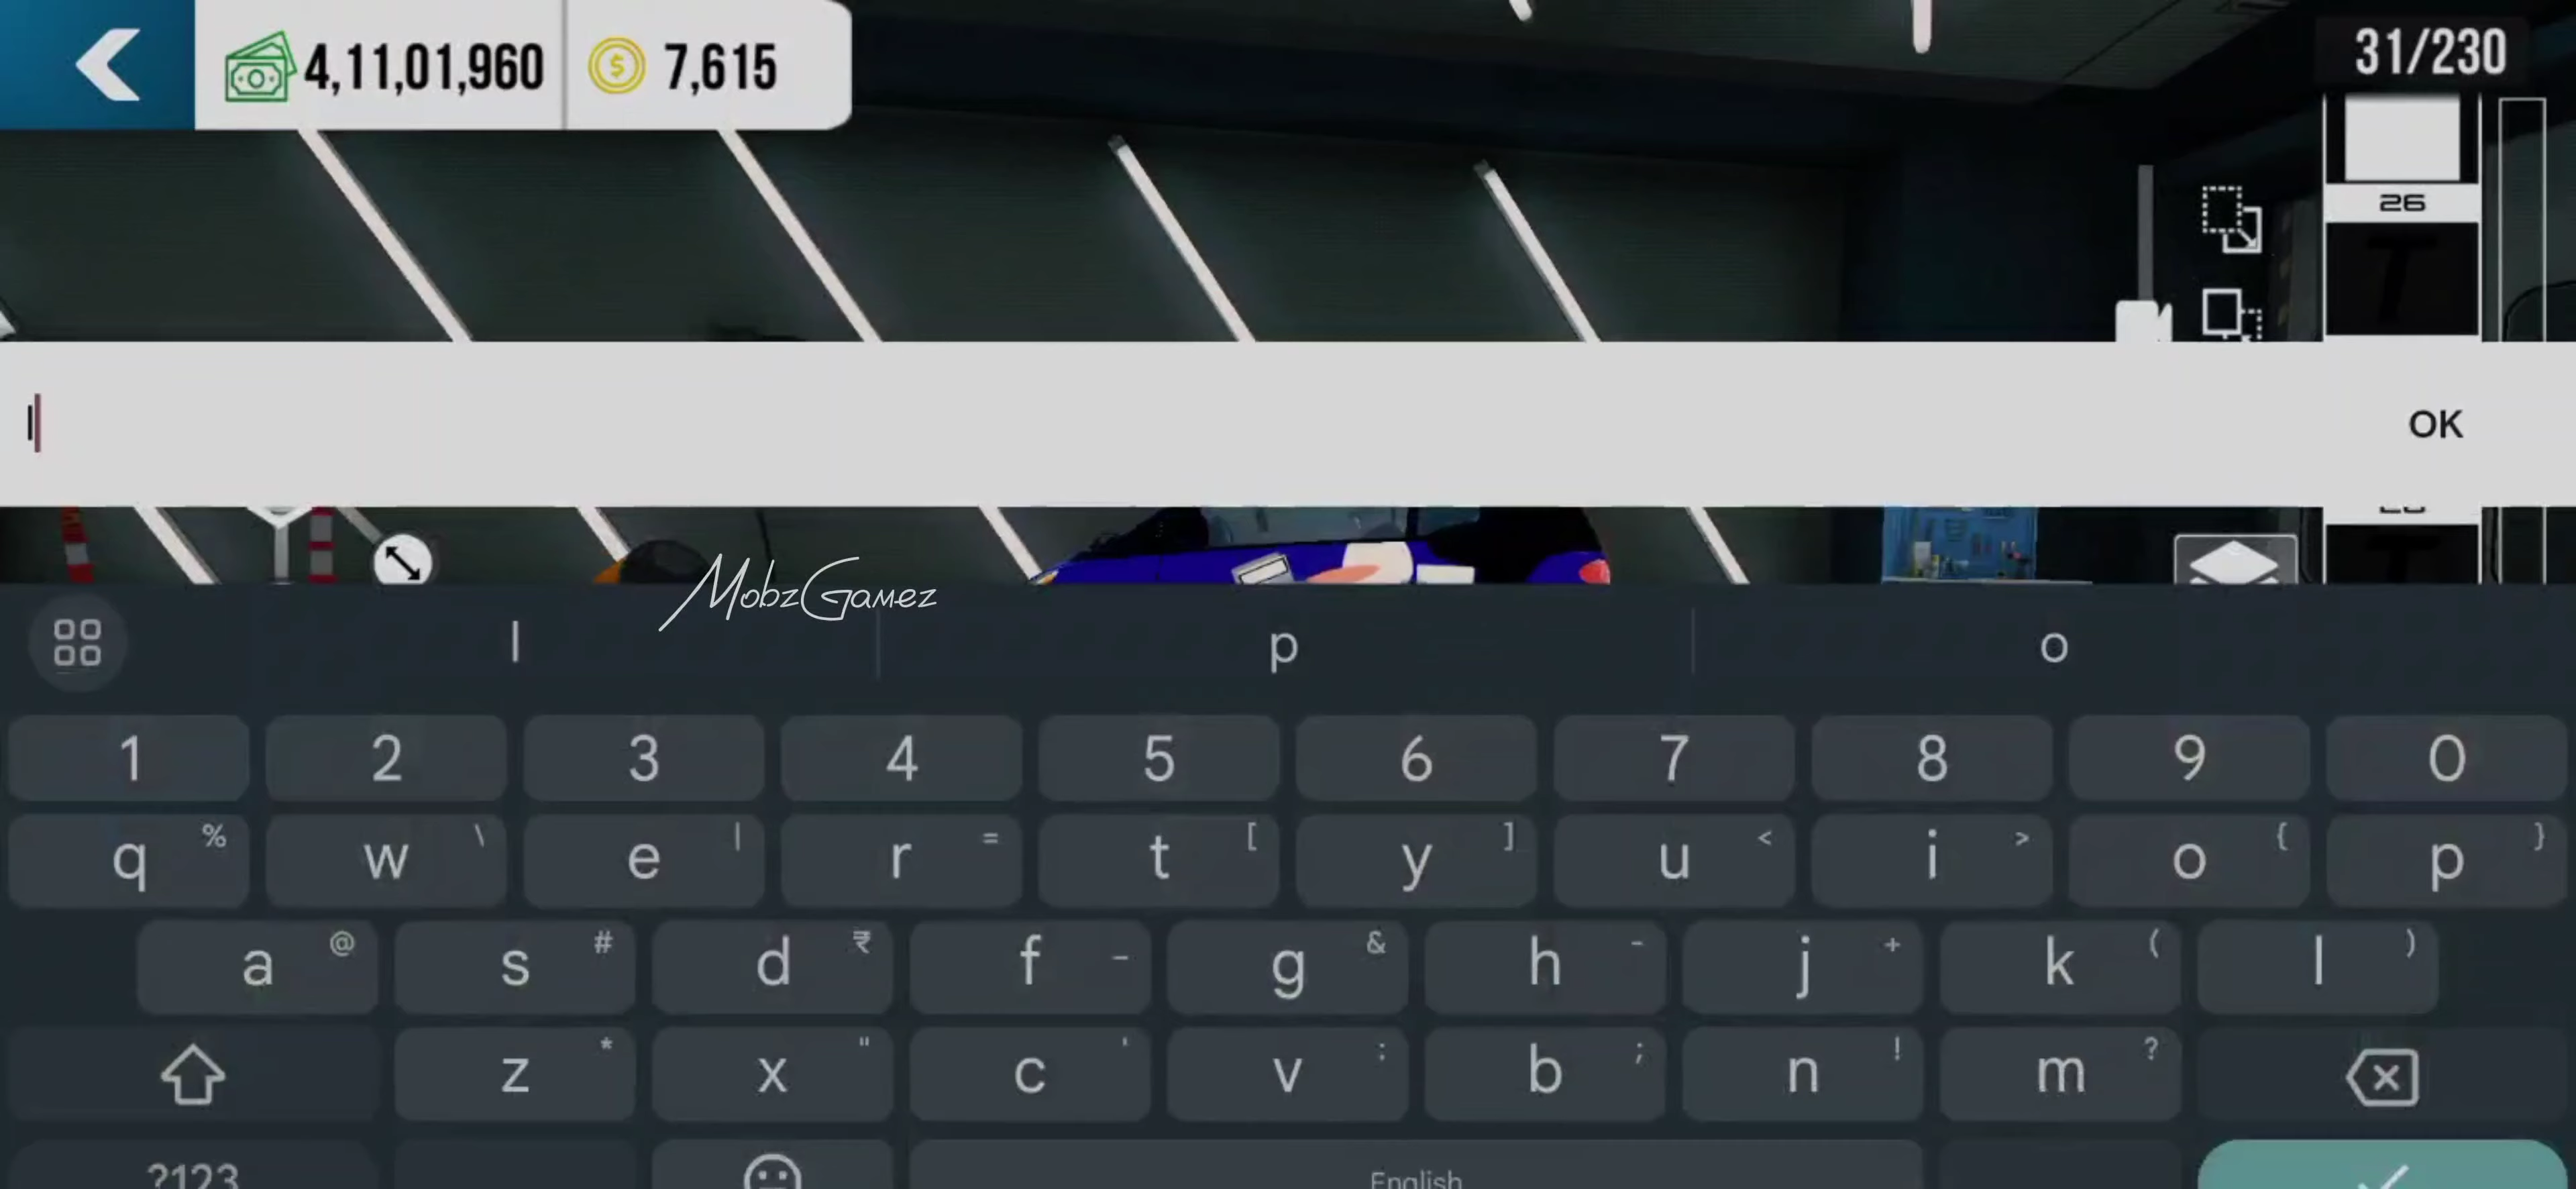 4,11,01,960 7,615 31/230
26
T
l OK
MobzGamez
l p o
1 2 3 4 5 6 7 8 9 0
q % w \ e | r = t [ y ] u < i > o { p }
a @ s # d ₹ f _ g & h - j + k ( l )
z * x " c ' v : b ; n ! m ?
?123 English